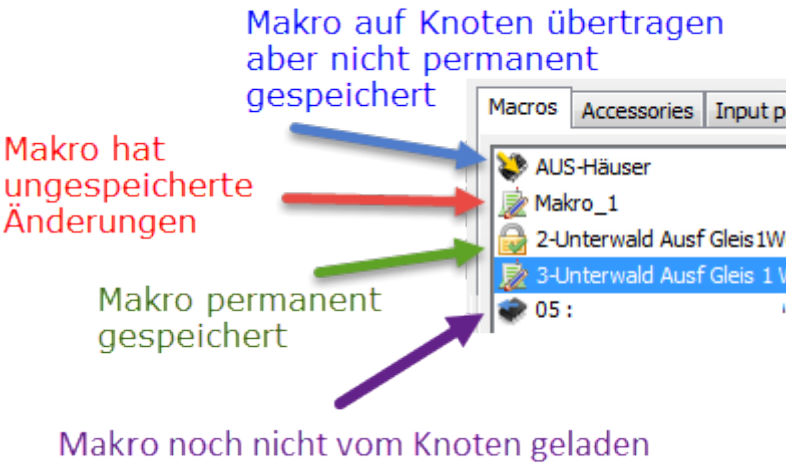 Makro auf Knoten übertragen
aber nicht permanent
gespeichert
Macros Accessories Input p
Makro hat
ungespeicherte
Änderungen
AUS-Häuser
Makro_1
2-Unterwald Ausf Gleis1W
3-Unterwald Ausf Gleis 1 W
05 :
Makro permanent
gespeichert
Makro noch nicht vom Knoten geladen